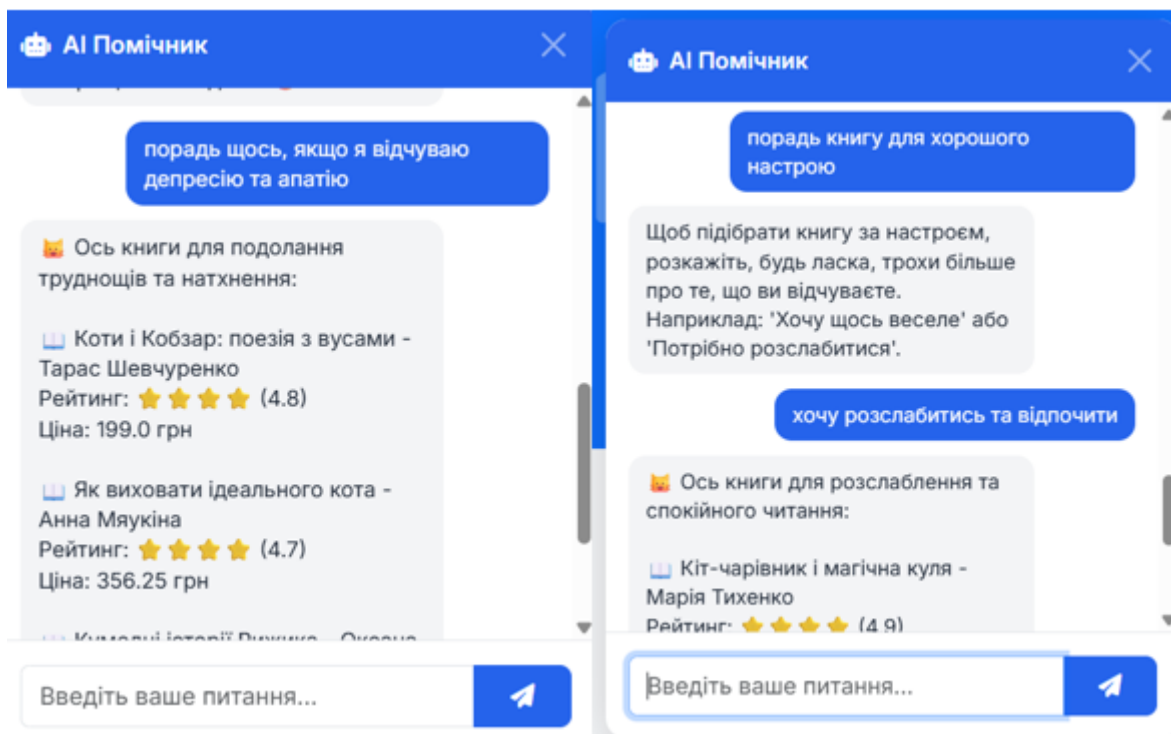 AI Помічник
порадь щось, якщо я відчуваю
депресію та апатію
Ось книги для подолання
труднощів та натхнення:
Коти і Кобзар: поезія з вусами -
Тарас Шевчуренко
Рейтинг: (4.8)
Ціна: 199.0 грн
Як виховати ідеального кота -
Анна Мяукіна
Рейтинг: (4.7)
Ціна: 356.25 грн
Введіть ваше питання...
AI Помічник
порадь книгу для хорошого
настрою
Щоб підібрати книгу за настроєм,
розкажіть, будь ласка, трохи більше
про те, що ви відчуваєте.
Наприклад: 'Хочу щось веселе' або
'Потрібно розслабитися'.
хочу розслабитись та відпочити
Ось книги для розслаблення та
спокійного читання:
Кіт-чарівник і магічна куля -
Марія Тихенко
Рейтинг: (4.9)
Введіть ваше питання...